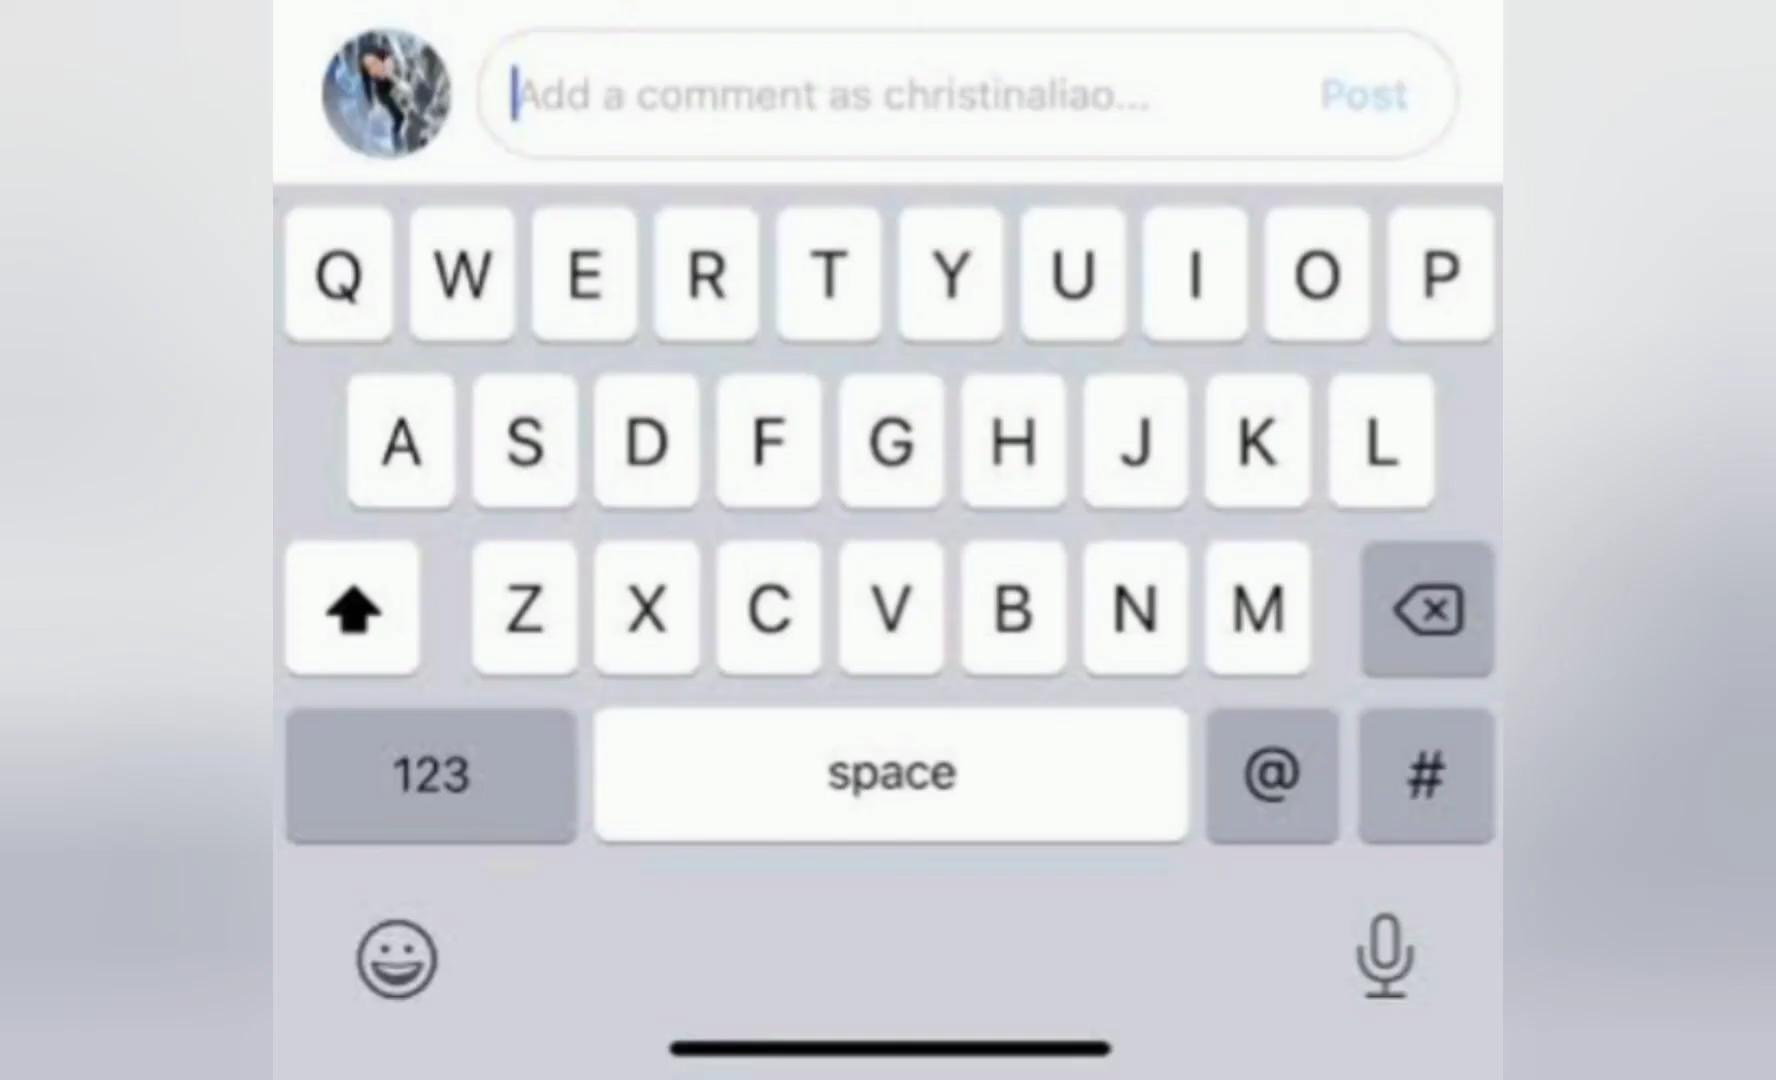 Add a comment as christinaliao... Post
Q W E R T Y U I O P
A S D F G H J K L
Z X C V B N M
123 space @ #